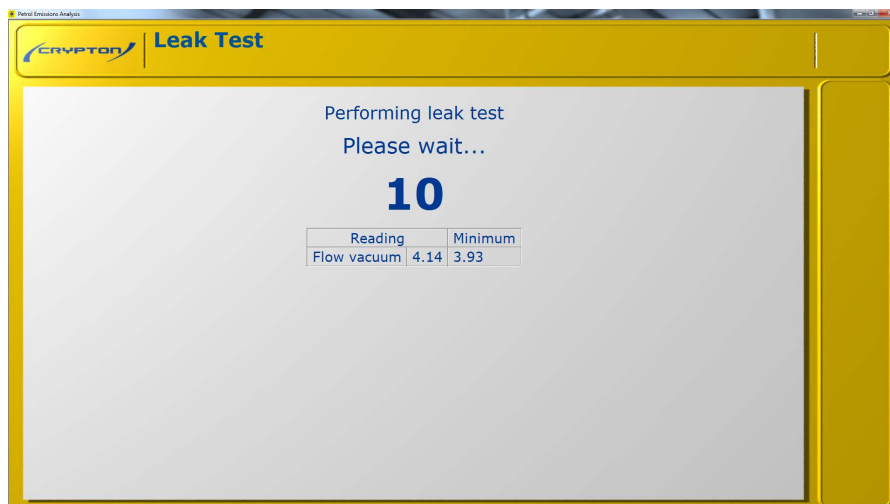 Petrol Emissions Analysis
CRYPTON
Leak Test
Performing leak test
Please wait...
10
Reading Minimum
Flow vacuum 4.14 3.93